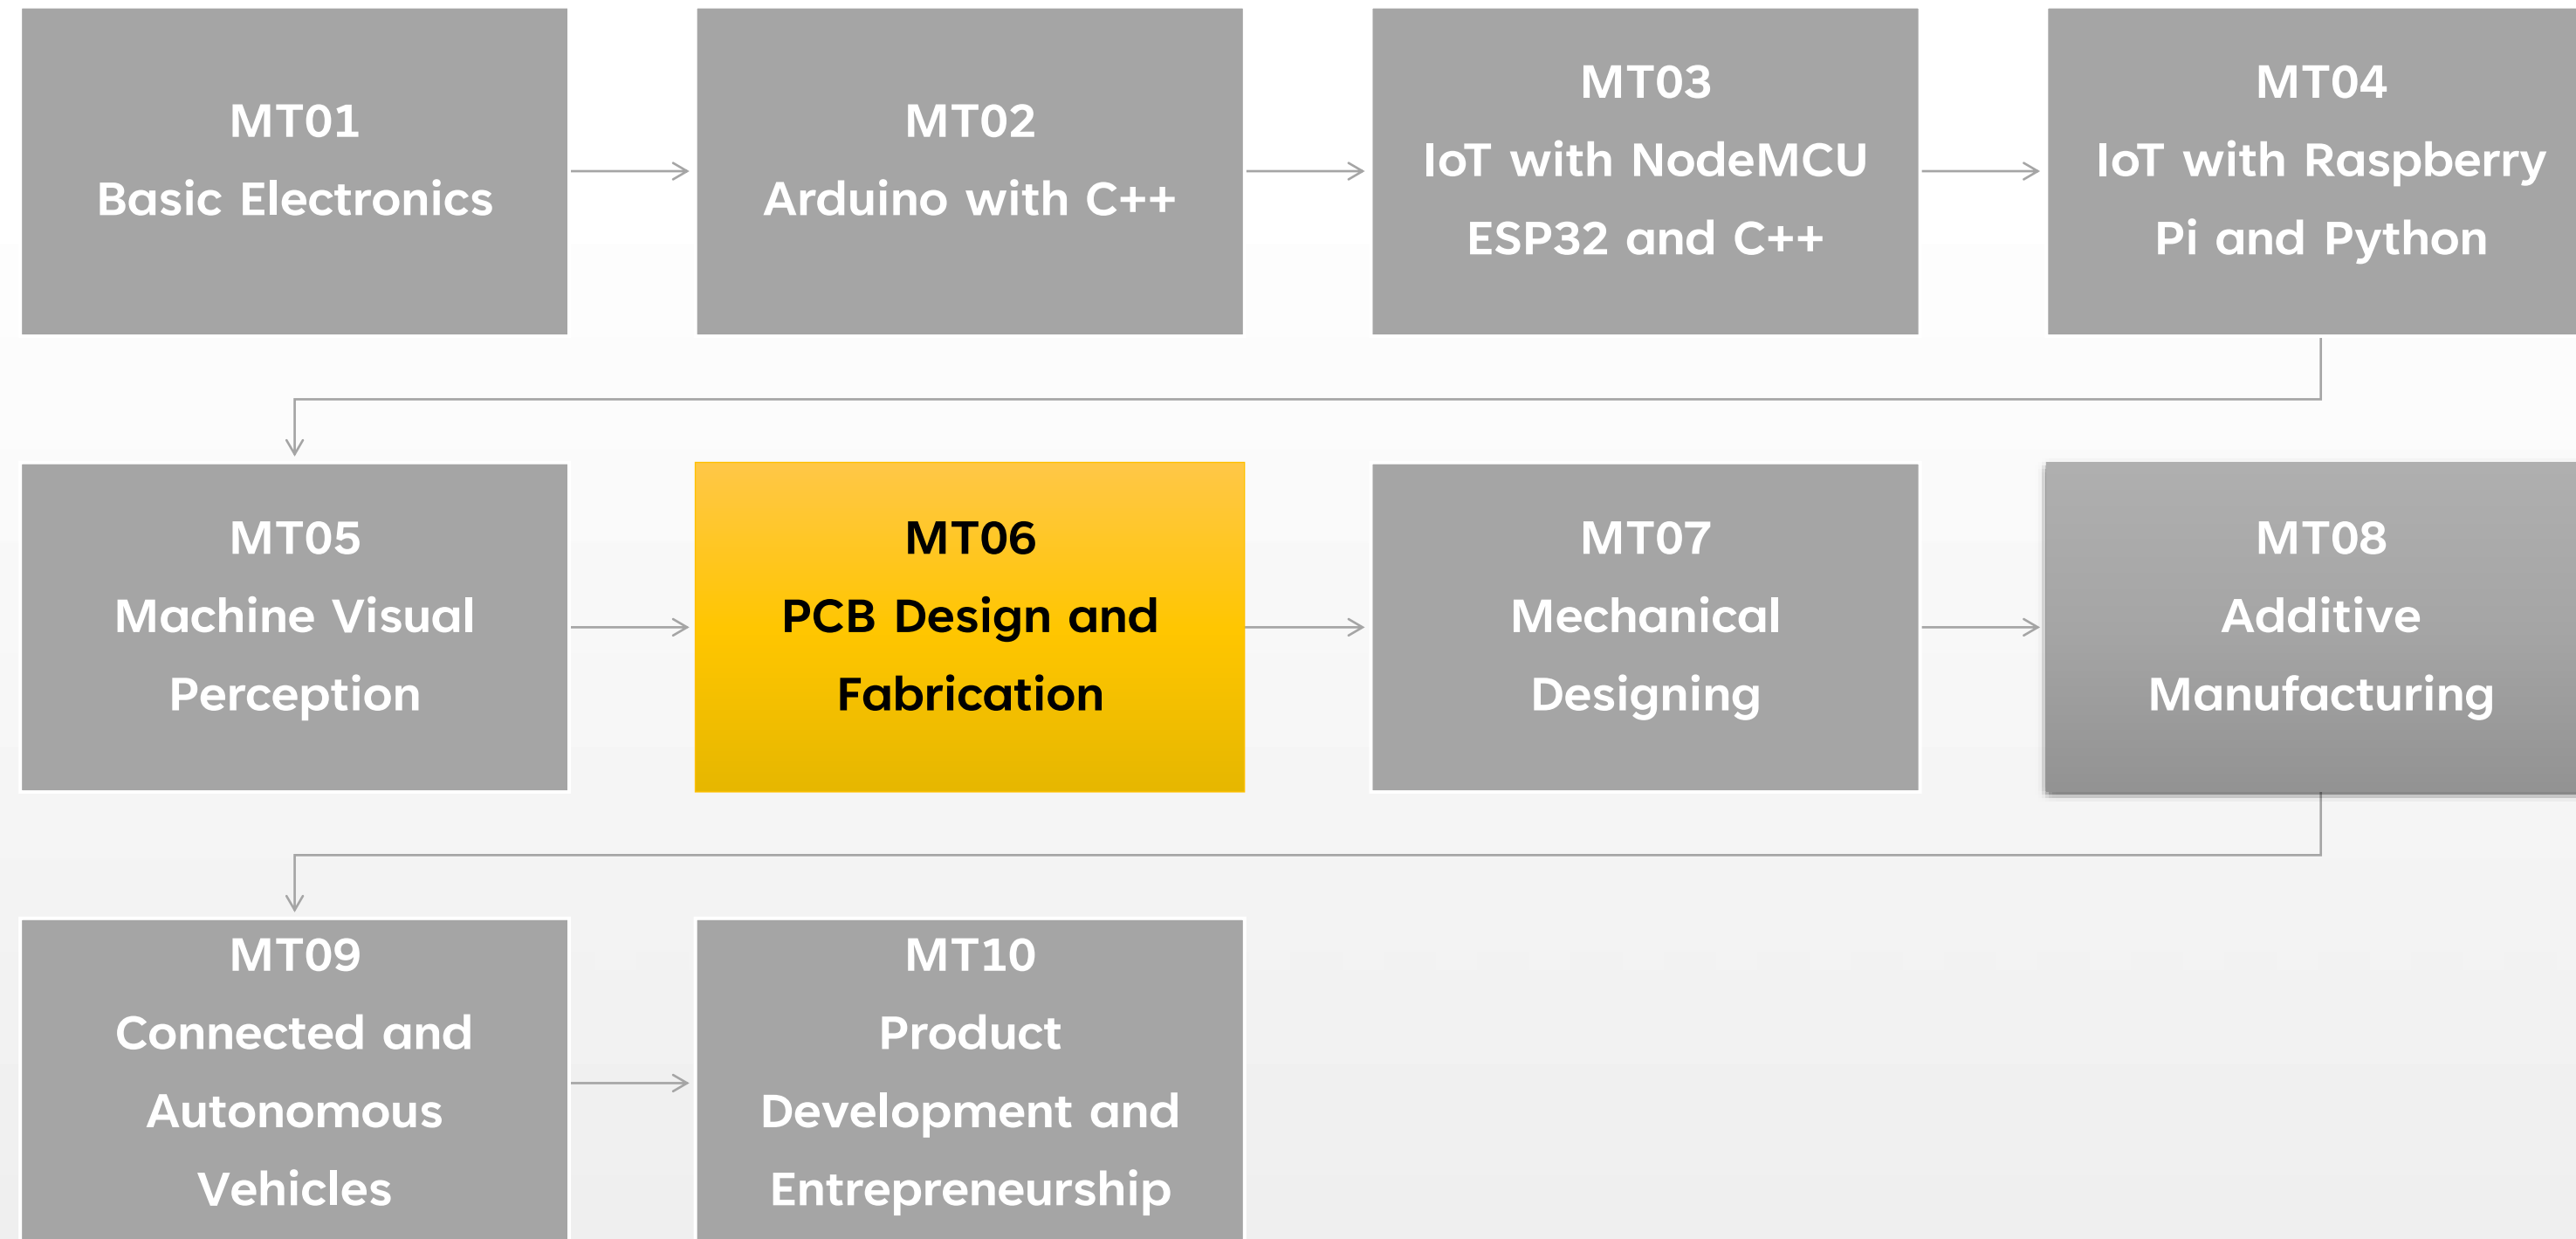 MT01
Basic Electronics
MT02
Arduino with C++
MT03
IoT with NodeMCU
ESP32 and C++
MT04
IoT with Raspberry
Pi and Python
MT05
Machine Visual
Perception
MT06
PCB Design and
Fabrication
MT07
Mechanical
Designing
MT08
Additive
Manufacturing
MT09
Connected and
Autonomous
Vehicles
MT10
Product
Development and
Entrepreneurship